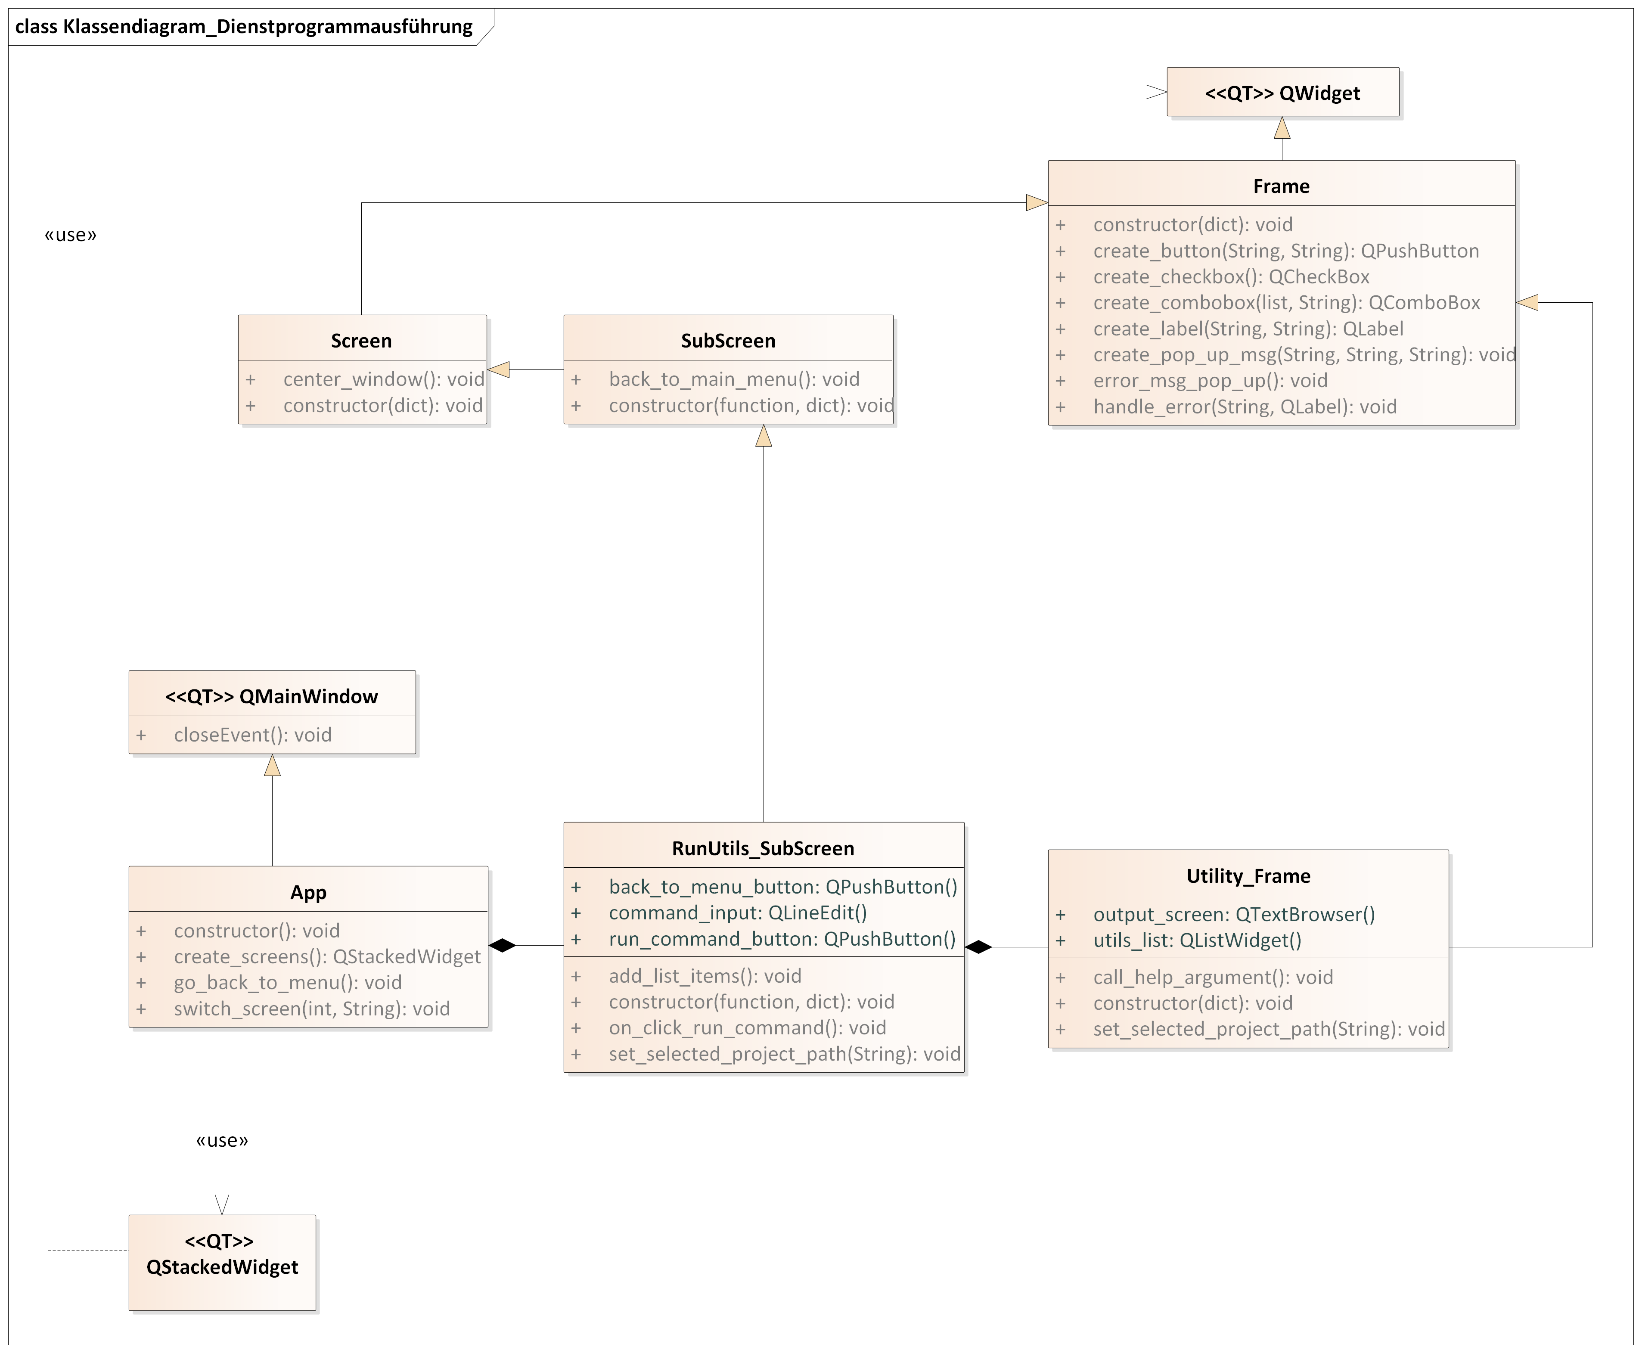 class Klassendiagram_Dienstprogrammausführung
<<QT>> QWidget
Frame
+ constructor(dict): void
+ create_button(String, String): QPushButton
+ create_checkbox(): QCheckBox
+ create_combobox(list, String): QComboBox
+ create_label(String, String): QLabel
+ create_pop_up_msg(String, String, String): void
+ error_msg_pop_up(): void
+ handle_error(String, QLabel): void
«use»
Screen
+ center_window(): void
+ constructor(dict): void
SubScreen
+ back_to_main_menu(): void
+ constructor(function, dict): void
<<QT>> QMainWindow
+ closeEvent(): void
App
+ constructor(): void
+ create_screens(): QStackedWidget
+ go_back_to_menu(): void
+ switch_screen(int, String): void
RunUtils_SubScreen
+ back_to_menu_button: QPushButton()
+ command_input: QLineEdit()
+ run_command_button: QPushButton()
+ add_list_items(): void
+ constructor(function, dict): void
+ on_click_run_command(): void
+ set_selected_project_path(String): void
Utility_Frame
+ output_screen: QTextBrowser()
+ utils_list: QListWidget()
+ call_help_argument(): void
+ constructor(dict): void
+ set_selected_project_path(String): void
«use»
<<QT>>
QStackedWidget